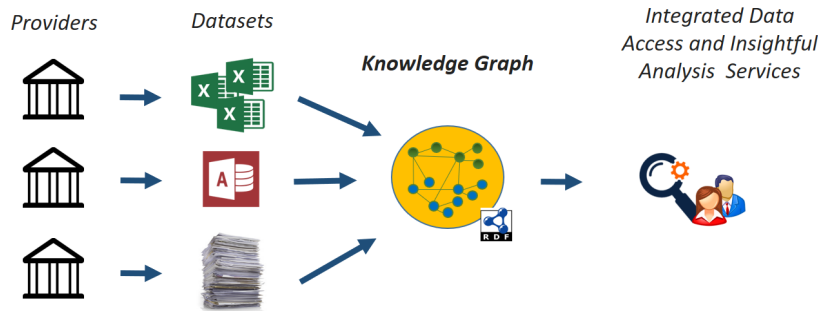 Providers
Datasets
Knowledge Graph
Integrated Data
Access and Insightful
Analysis Services
X
X
X
A
RDF